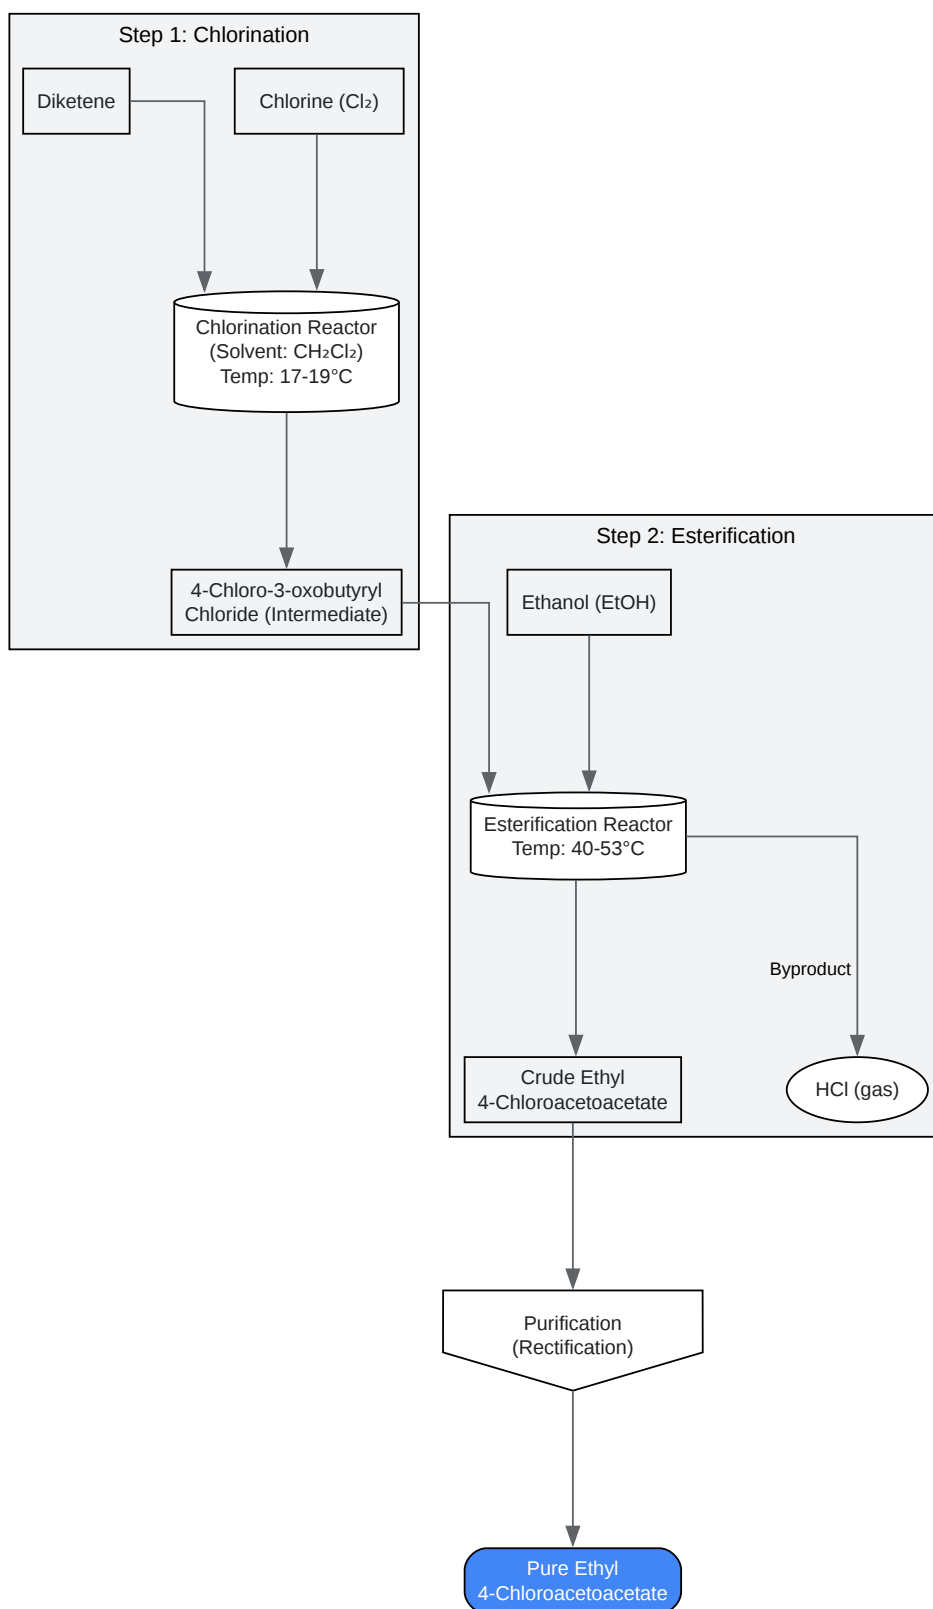 Step 1: Chlorination
Diketene
Chlorine (Cl₂)
Chlorination Reactor
(Solvent: CH₂Cl₂)
Temp: 17-19°C
4-Chloro-3-oxobutyryl
Chloride (Intermediate)
Step 2: Esterification
Ethanol (EtOH)
Esterification Reactor
Temp: 40-53°C
Byproduct
Crude Ethyl
4-Chloroacetoacetate
HCl (gas)
Purification
(Rectification)
Pure Ethyl
4-Chloroacetoacetate